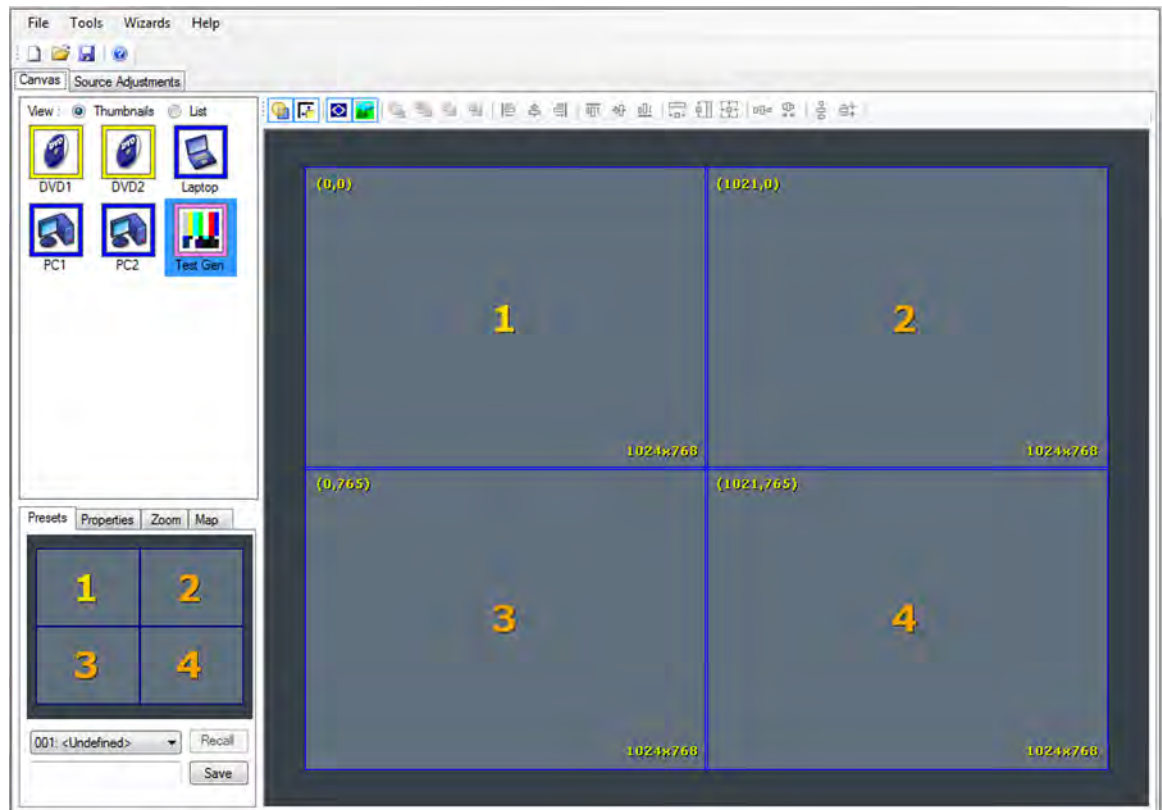 File Tools Wizards Help
Canvas Source Adjustments
View : Thumbnails List
DVD1 DVD2 Laptop
PC1 PC2 Test Gen
(0,0) (1021,0)
1 2
1024x768 1024x768
(0,765) (1021,765)
3 4
1024x768 1024x768
Presets Properties Zoom Map
1 2
3 4
001: <Undefined> Recall
Save